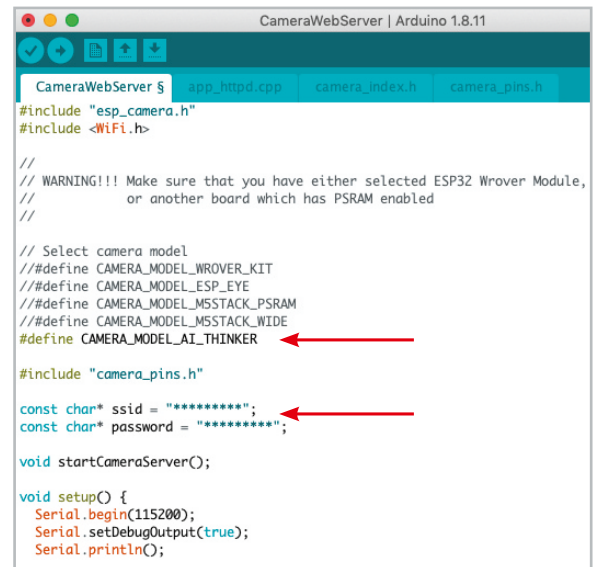 CameraWebServer | Arduino 1.8.11
CameraWebServer § app_httpd.cpp camera_index.h camera_pins.h
#include "esp_camera.h"
#include <WiFi.h>
//
// WARNING!!! Make sure that you have either selected ESP32 Wrover Module,
// or another board which has PSRAM enabled
//
// Select camera model
//#define CAMERA_MODEL_WROVER_KIT
//#define CAMERA_MODEL_ESP_EYE
//#define CAMERA_MODEL_M5STACK_PSRAM
//#define CAMERA_MODEL_M5STACK_WIDE
#define CAMERA_MODEL_AI_THINKER
#include "camera_pins.h"
const char* ssid = "*********";
const char* password = "*********";
void startCameraServer();
void setup() {
Serial.begin(115200);
Serial.setDebugOutput(true);
Serial.println();